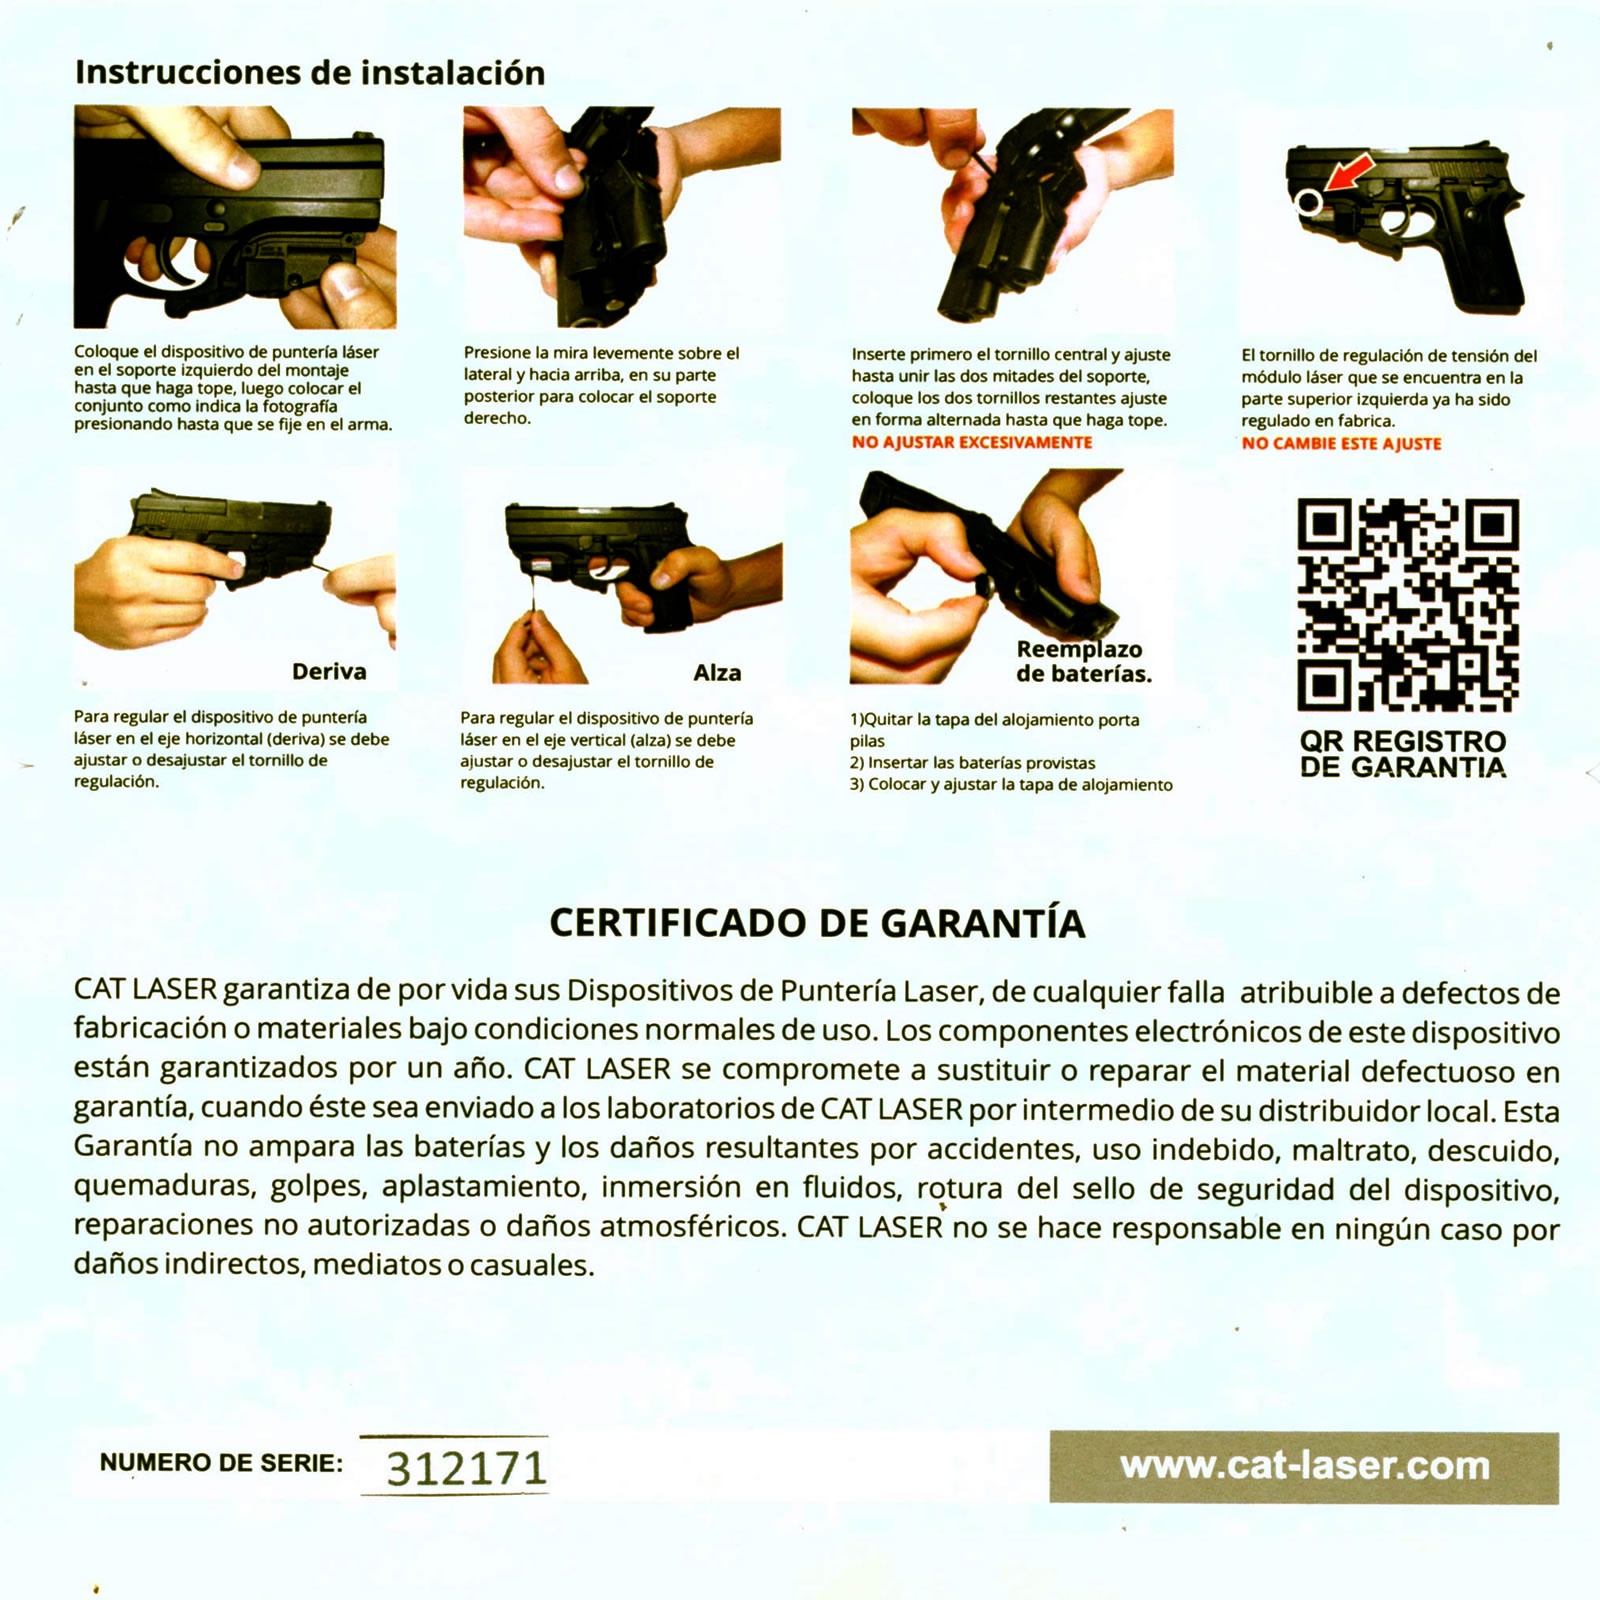 Instrucciones de instalación
Coloque el dispositivo de puntería láser
en el soporte izquierdo del montaje
hasta que haga tope, luego colocar el
conjunto como indica la fotografía
presionando hasta que se fije en el arma.
Presione la mira levemente sobre el
lateral y hacia arriba, en su parte
posterior para colocar el soporte
derecho.
Inserte primero el tornillo central y ajuste
hasta unir las dos mitades del soporte,
coloque los dos tornillos restantes ajuste
en forma alternada hasta que haga tope.
NO AJUSTAR EXCESIVAMENTE
El tornillo de regulación de tensión del
módulo láser que se encuentra en la
parte superior izquierda ya ha sido
regulado en fabrica.
NO CAMBIE ESTE AJUSTE
Deriva
Para regular el dispositivo de puntería
láser en el eje horizontal (deriva) se debe
ajustar o desajustar el tornillo de
regulación.
Alza
Para regular el dispositivo de puntería
láser en el eje vertical (alza) se debe
ajustar o desajustar el tornillo de
regulación.
Reemplazo
de baterías.
1)Quitar la tapa del alojamiento porta
pilas
2) Insertar las baterías provistas
3) Colocar y ajustar la tapa de alojamiento
QR REGISTRO
DE GARANTIA
CERTIFICADO DE GARANTÍA
CAT LASER garantiza de por vida sus Dispositivos de Puntería Laser, de cualquier falla atribuible a defectos de
fabricación o materiales bajo condiciones normales de uso. Los componentes electrónicos de este dispositivo
están garantizados por un año. CAT LASER se compromete a sustituir o reparar el material defectuoso en
garantía, cuando éste sea enviado a los laboratorios de CAT LASER por intermedio de su distribuidor local. Esta
Garantía no ampara las baterías y los daños resultantes por accidentes, uso indebido, maltrato, descuido,
quemaduras, golpes, aplastamiento, inmersión en fluidos, rotura del sello de seguridad del dispositivo,
reparaciones no autorizadas o daños atmosféricos. CAT LASER no se hace responsable en ningún caso por
daños indirectos, mediatos o casuales.
NUMERO DE SERIE: 312171
www.cat-laser.com